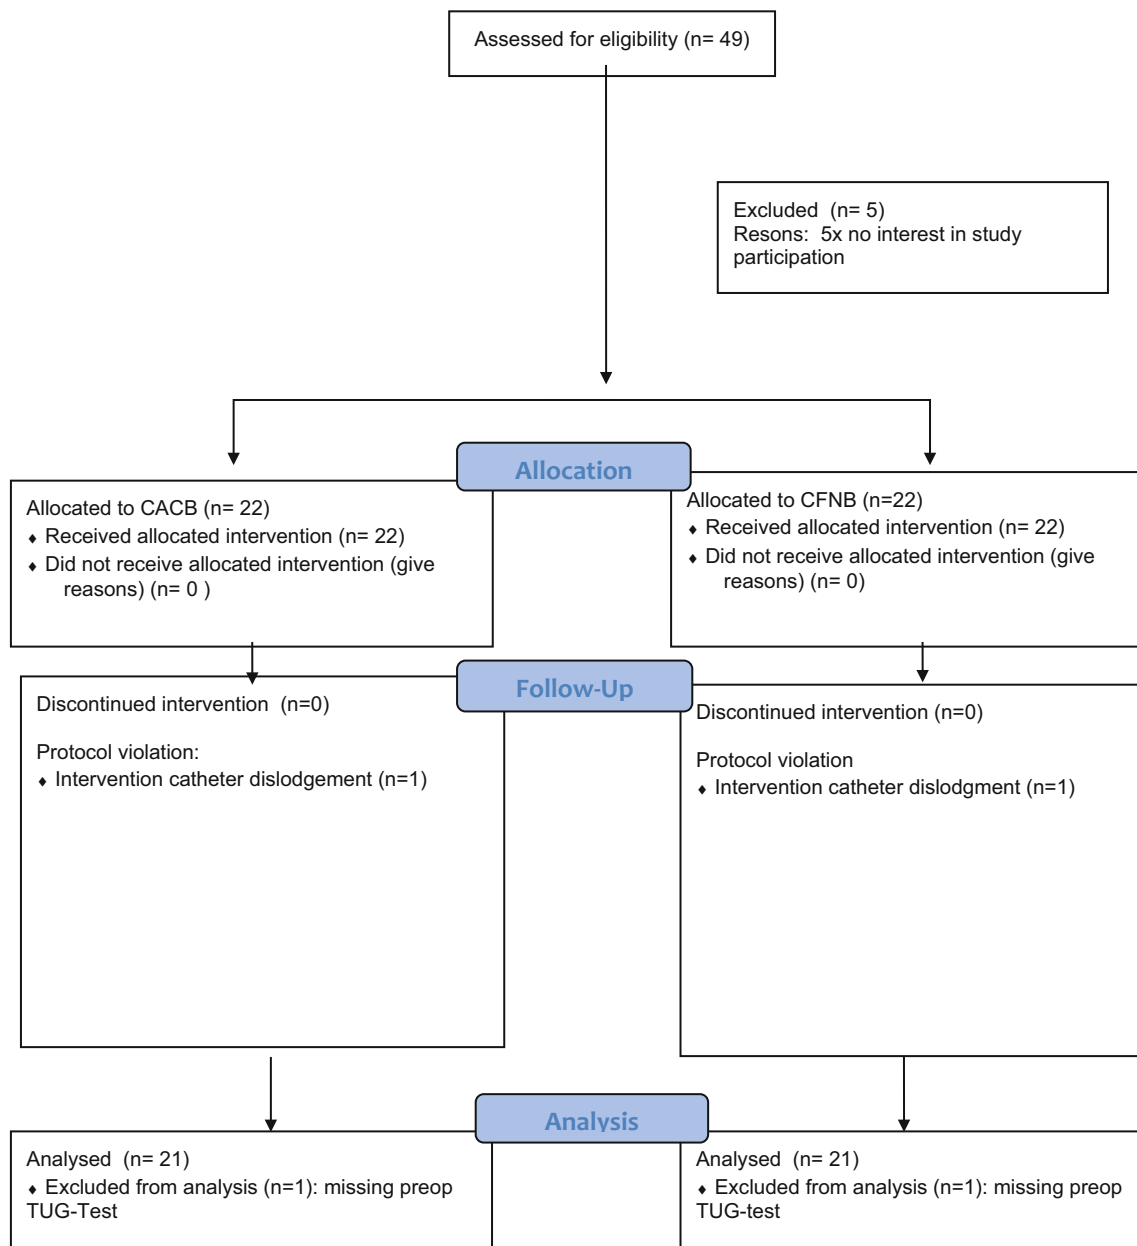 Assessed for eligibility (n= 49)
Excluded (n= 5)
Resons: 5x no interest in study
participation
Allocation
Allocated to CACB (n= 22)
♦ Received allocated intervention (n= 22)
♦ Did not receive allocated intervention (give
reasons) (n= 0 )
Allocated to CFNB (n=22)
♦ Received allocated intervention (n= 22)
♦ Did not receive allocated intervention (give
reasons) (n= 0)
Follow-Up
Discontinued intervention (n=0)
Protocol violation:
♦ Intervention catheter dislodgement (n=1)
Discontinued intervention (n=0)
Protocol violation
♦ Intervention catheter dislodgment (n=1)
Analysis
Analysed (n= 21)
♦ Excluded from analysis (n=1): missing preop
TUG-Test
Analysed (n= 21)
♦ Excluded from analysis (n=1): missing preop
TUG-test